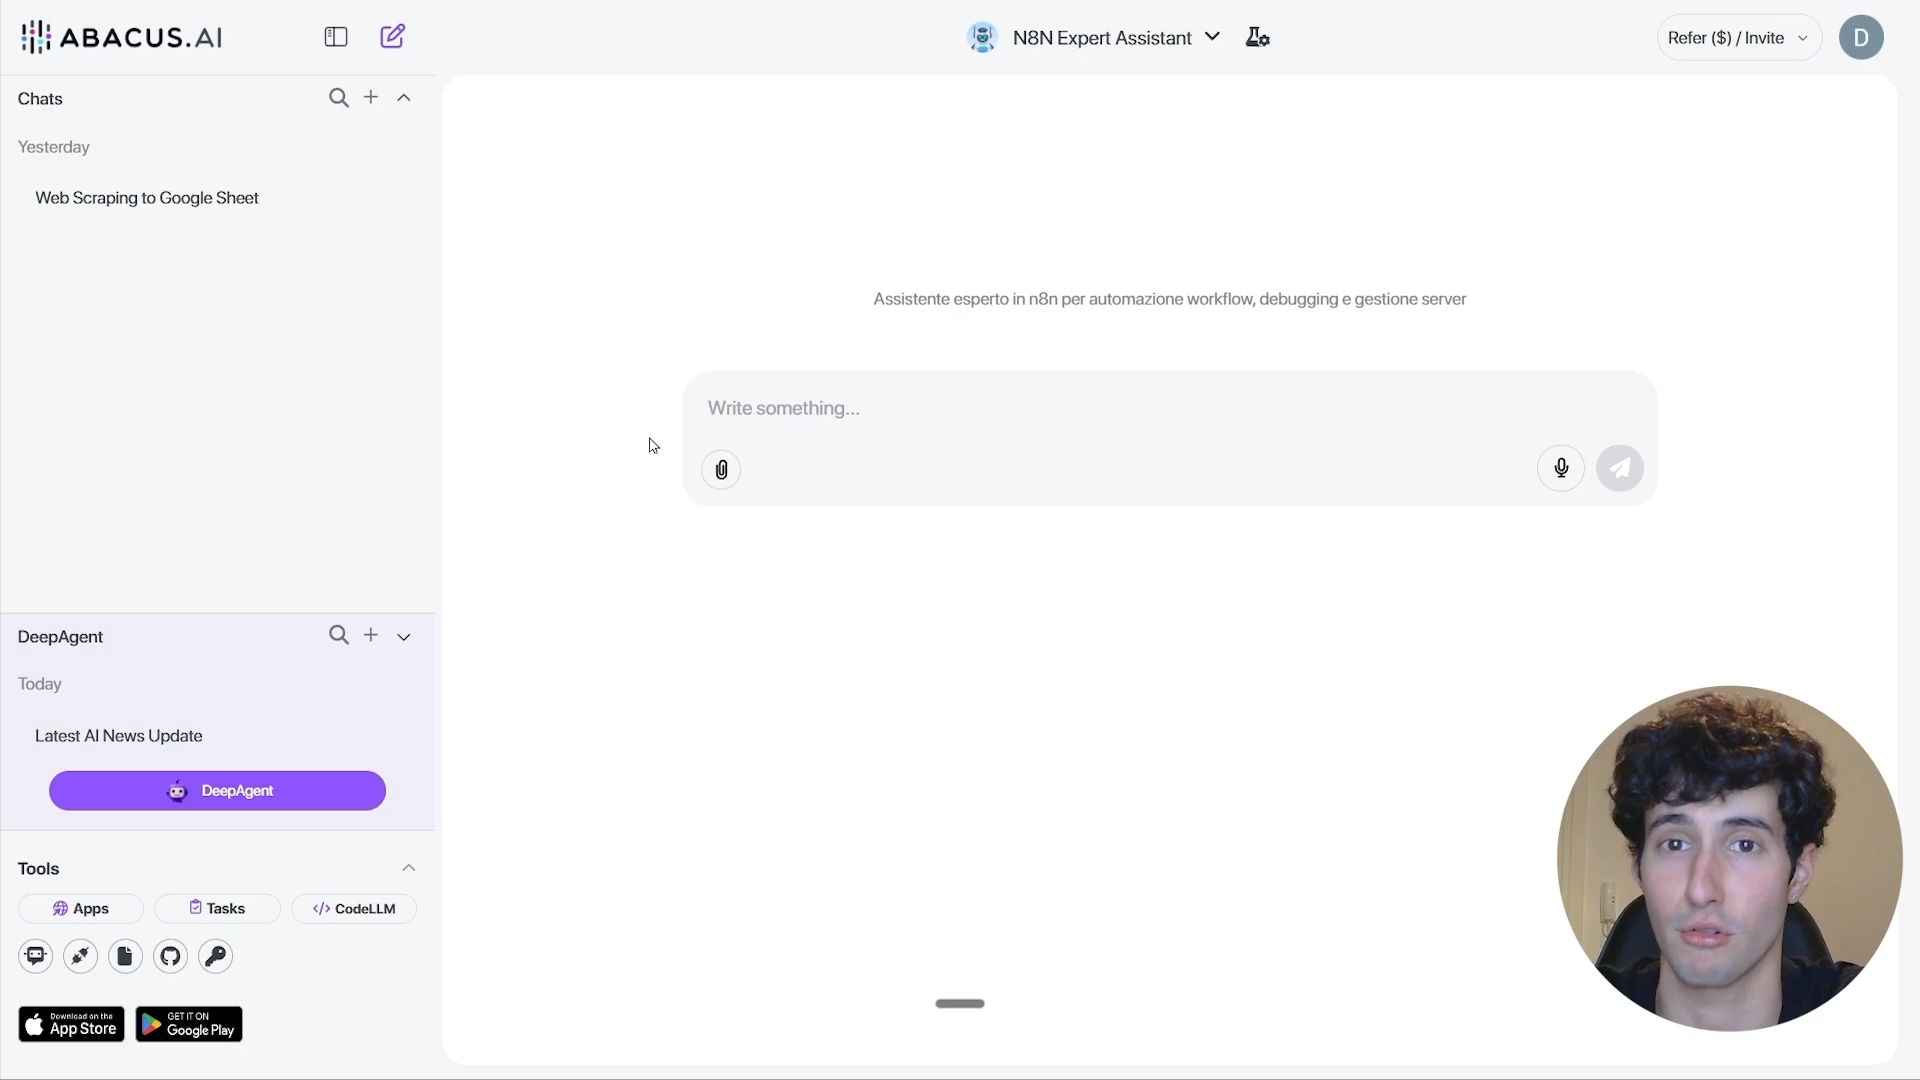 ABACUS.AI
N8N Expert Assistant
Refer ($) / Invite
D
Chats
Yesterday
Web Scraping to Google Sheet
Assistente esperto in n8n per automazione workflow, debugging e gestione server
Write something...
DeepAgent
Today
Latest AI News Update
DeepAgent
Tools
Apps
Tasks
</> CodeLLM
Download on the
App Store
GET IT ON
Google Play